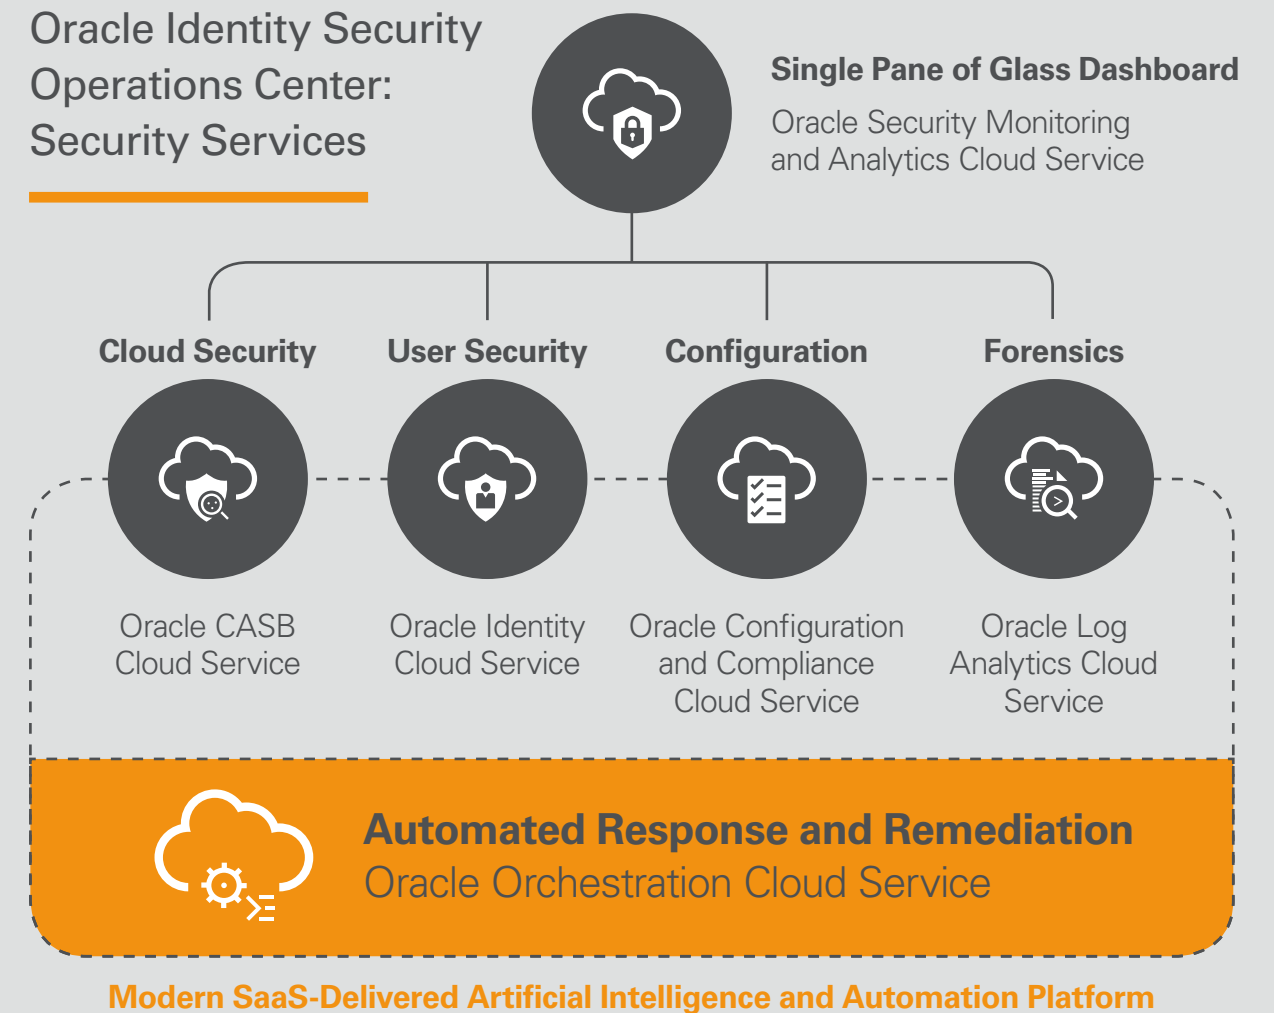 Oracle Identity Security
Operations Center:
Security Services
Single Pane of Glass Dashboard
Oracle Security Monitoring
and Analytics Cloud Service
Cloud Security
User Security
Configuration
Forensics
Oracle CASB
Cloud Service
Oracle Identity
Cloud Service
Oracle Configuration
and Compliance
Cloud Service
Oracle Log
Analytics Cloud
Service
Automated Response and Remediation
Oracle Orchestration Cloud Service
Modern SaaS-Delivered Artificial Intelligence and Automation Platform